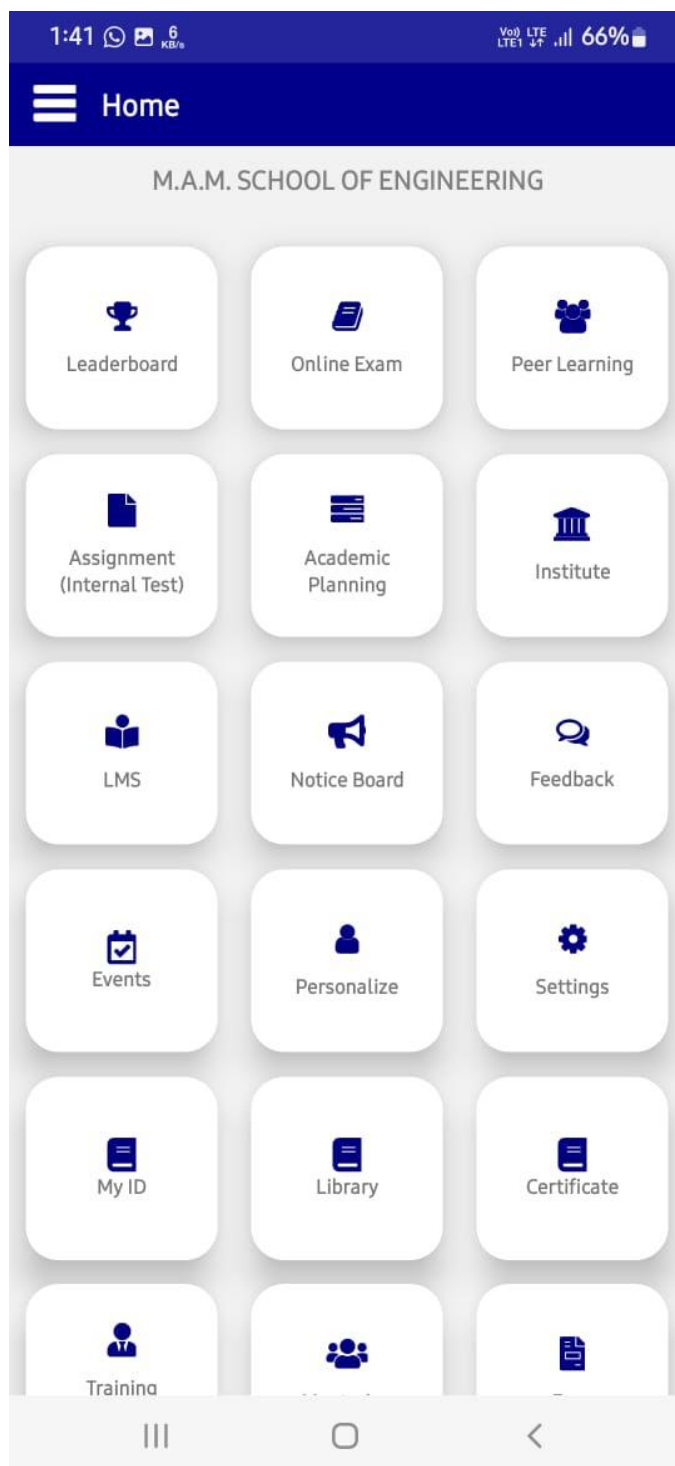 1:41 6 KB/s Vo)) LTE1 LTE 66%
Home
M.A.M. SCHOOL OF ENGINEERING
Leaderboard Online Exam Peer Learning
Assignment
(Internal Test)
Academic
Planning
Institute
LMS Notice Board Feedback
Events Personalize Settings
My ID Library Certificate
Training